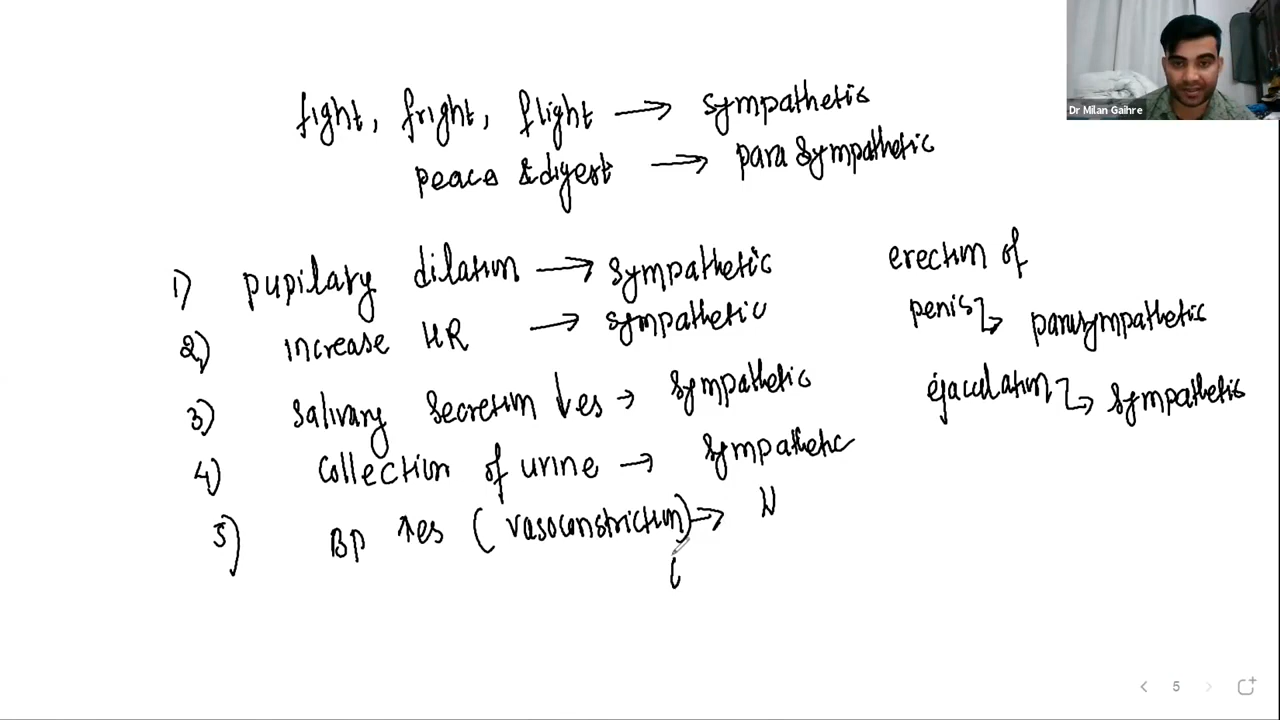 Dr Milan Gaihre
fight, fright, flight → sympathetic
peace & digest → para sympathetic
1) pupilary dilation → sympathetic
2) increase HR → sympathetic
3) salivary secretion ↓es → sympathetic
4) collection of urine → sympathetic
5) BP ↑es (vasoconstriction) → 〃
(
erection of
penis → parasympathetic
ejaculation → sympathetic
5